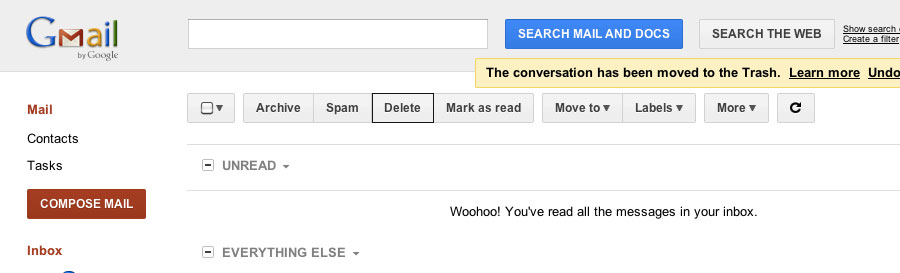 Gmail
by Google
SEARCH MAIL AND DOCS
SEARCH THE WEB
Show search
Create a filter
The conversation has been moved to the Trash. Learn more Undo
Mail
Contacts
Tasks
COMPOSE MAIL
Inbox
Archive
Spam
Delete
Mark as read
Move to
Labels
More
UNREAD
Woohoo! You've read all the messages in your inbox.
EVERYTHING ELSE